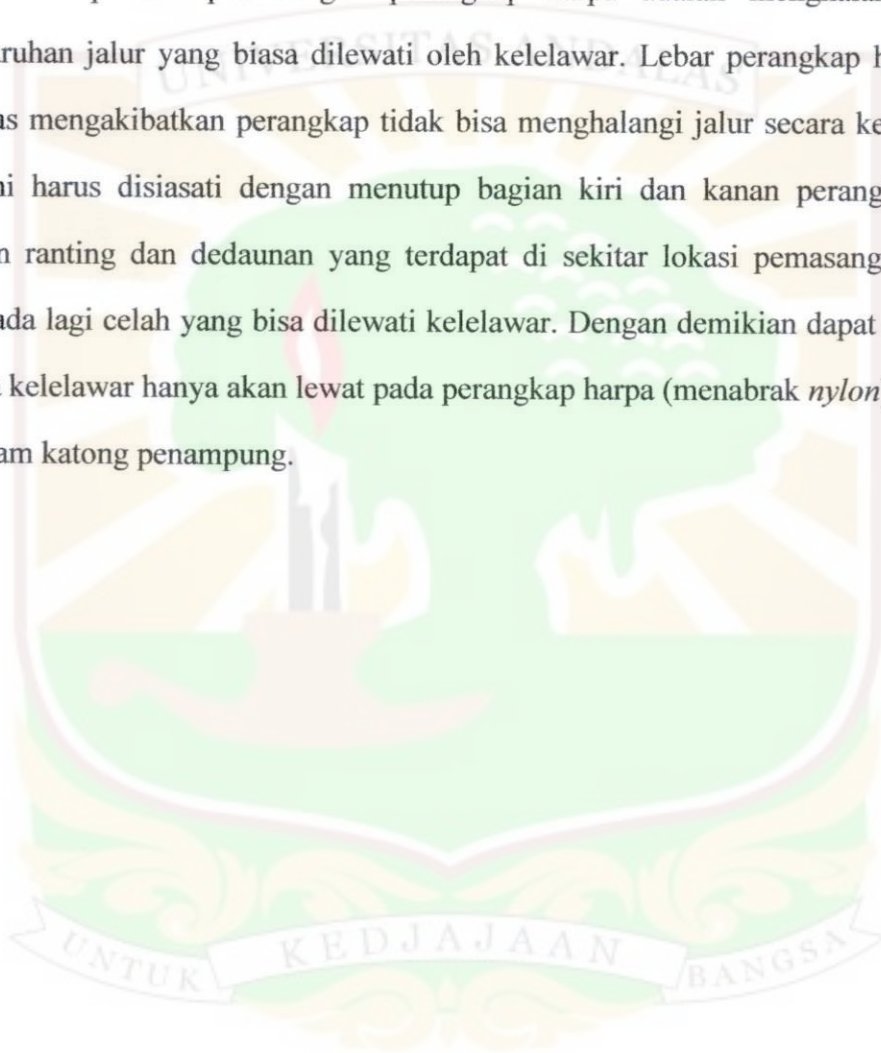 ruhan jalur yang biasa dilewati oleh kelelawar. Lebar perangkap h
as mengakibatkan perangkap tidak bisa menghalangi jalur secara ke
ni harus disiasati dengan menutup bagian kiri dan kanan perang
n ranting dan dedaunan yang terdapat di sekitar lokasi pemasang
ada lagi celah yang bisa dilewati kelelawar. Dengan demikian dapat
kelelawar hanya akan lewat pada perangkap harpa (menabrak nylon
am katong penampung.
UNIVERSITAS ANDALAS
UNTUK KEDJAJAAN BANGSA